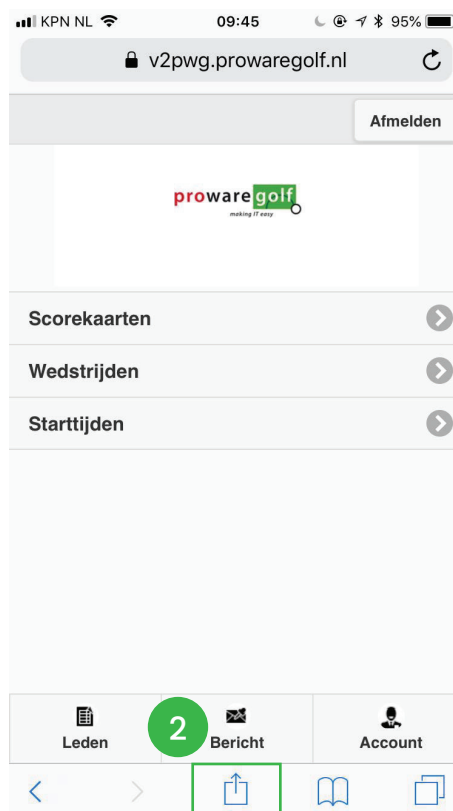 KPN NL 09:45 95%
v2pwg.prowaregolf.nl
Afmelden
proware golf
making IT easy
Scorekaarten
Wedstrijden
Starttijden
2
Leden Bericht Account